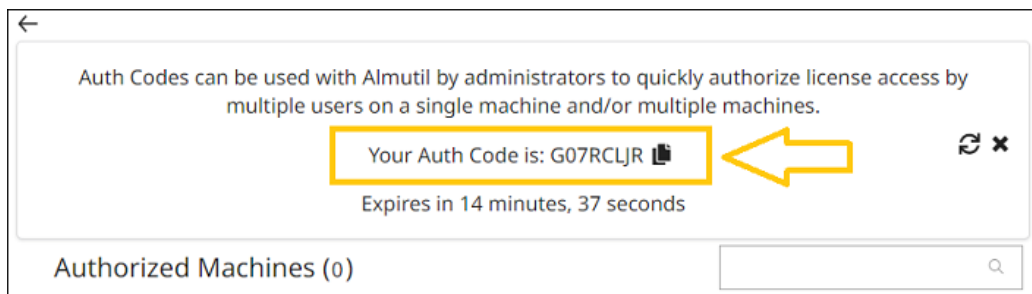 Auth Codes can be used with Almutil by administrators to quickly authorize license access by
multiple users on a single machine and/or multiple machines.
Your Auth Code is: G07RCLJR
Expires in 14 minutes, 37 seconds
Authorized Machines (0)